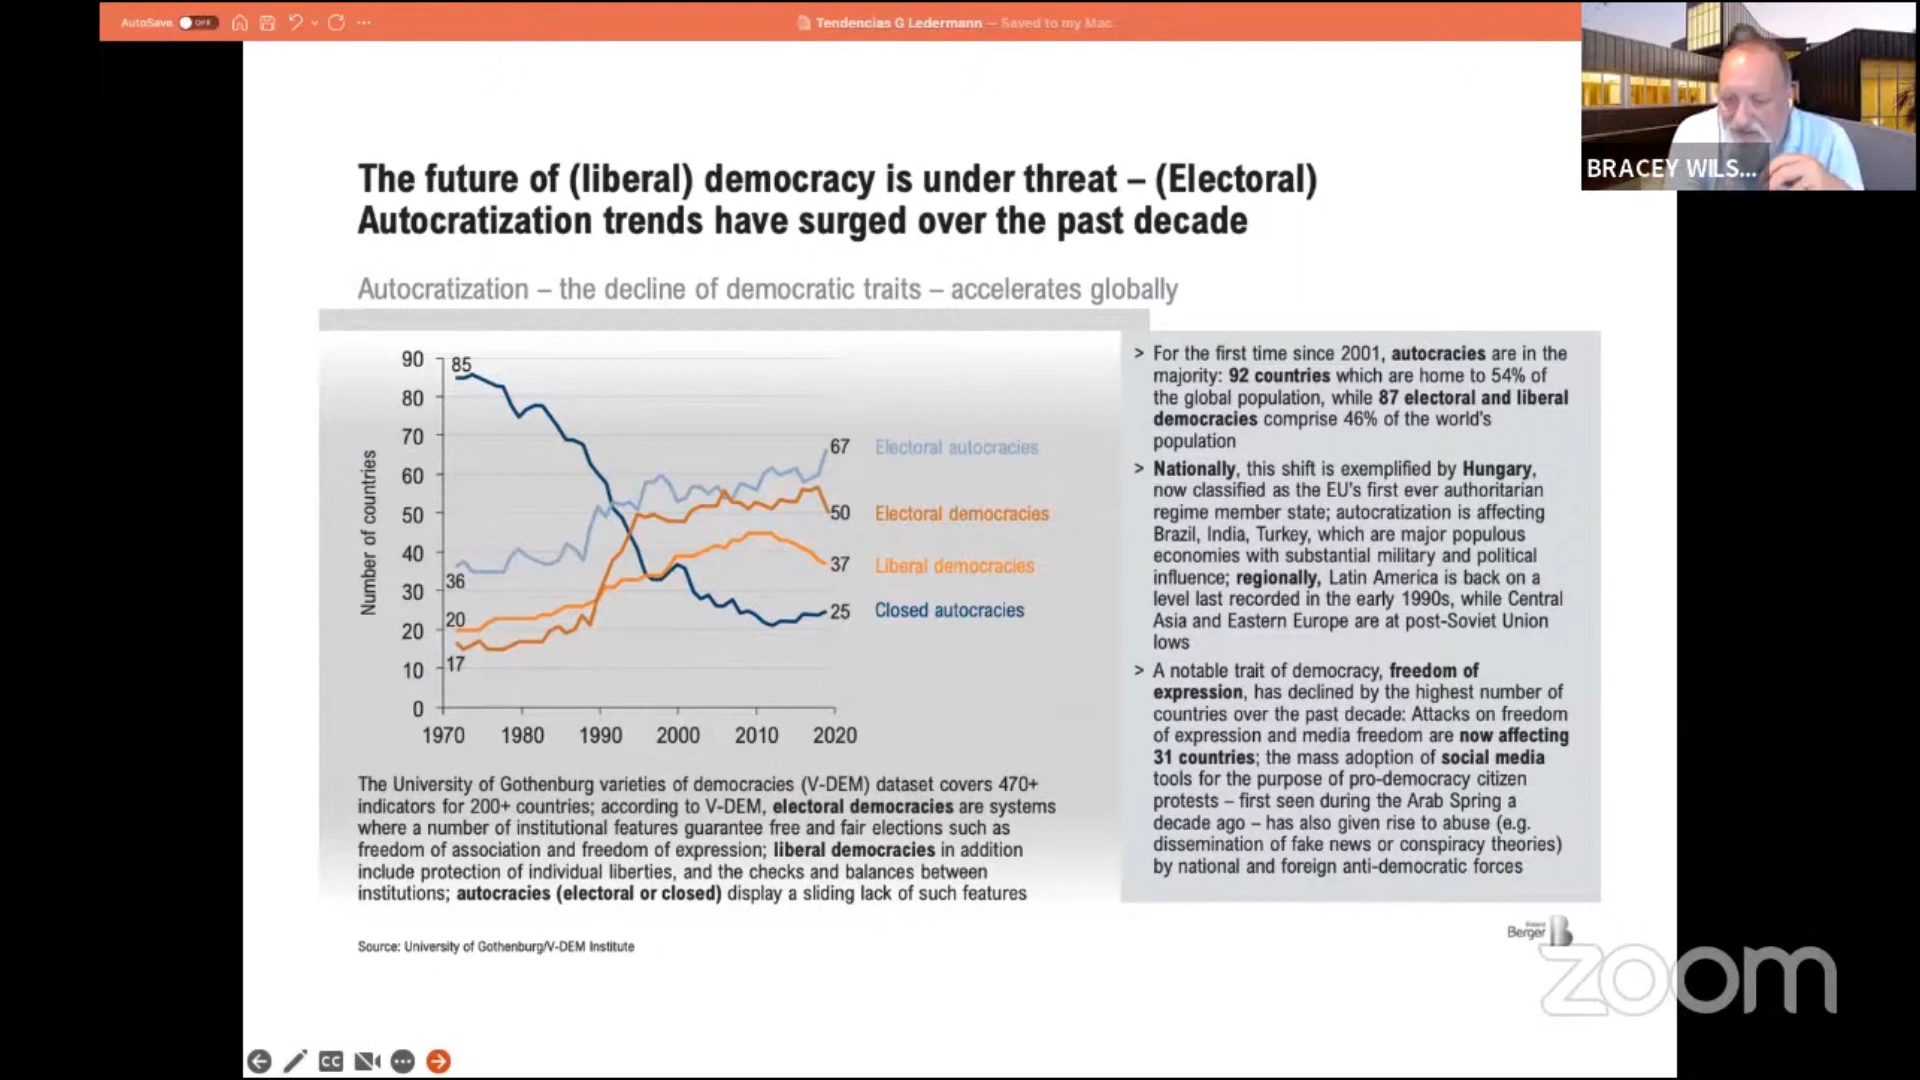 AutoSave OFF
Tendencias G Ledermann — Saved to my Mac
BRACEY WILS...
The future of (liberal) democracy is under threat – (Electoral)
Autocratization trends have surged over the past decade
Autocratization – the decline of democratic traits – accelerates globally
Number of countries
90
80
70
60
50
40
30
20
10
0
1970 1980 1990 2000 2010 2020
85
36
20
17
67 Electoral autocracies
50 Electoral democracies
37 Liberal democracies
25 Closed autocracies
The University of Gothenburg varieties of democracies (V-DEM) dataset covers 470+
indicators for 200+ countries; according to V-DEM, electoral democracies are systems
where a number of institutional features guarantee free and fair elections such as
freedom of association and freedom of expression; liberal democracies in addition
include protection of individual liberties, and the checks and balances between
institutions; autocracies (electoral or closed) display a sliding lack of such features
> For the first time since 2001, autocracies are in the
majority: 92 countries which are home to 54% of
the global population, while 87 electoral and liberal
democracies comprise 46% of the world's
population
> Nationally, this shift is exemplified by Hungary,
now classified as the EU's first ever authoritarian
regime member state; autocratization is affecting
Brazil, India, Turkey, which are major populous
economies with substantial military and political
influence; regionally, Latin America is back on a
level last recorded in the early 1990s, while Central
Asia and Eastern Europe are at post-Soviet Union
lows
> A notable trait of democracy, freedom of
expression, has declined by the highest number of
countries over the past decade: Attacks on freedom
of expression and media freedom are now affecting
31 countries; the mass adoption of social media
tools for the purpose of pro-democracy citizen
protests – first seen during the Arab Spring a
decade ago – has also given rise to abuse (e.g.
dissemination of fake news or conspiracy theories)
by national and foreign anti-democratic forces
Source: University of Gothenburg/V-DEM Institute
Roland
Berger B
zoom
CC